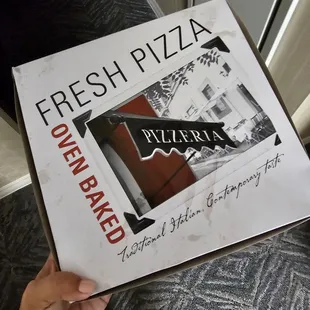 FRESH PIZZA
OVEN BAKED
PIZZERIA
Traditional Italian, Contemporary taste